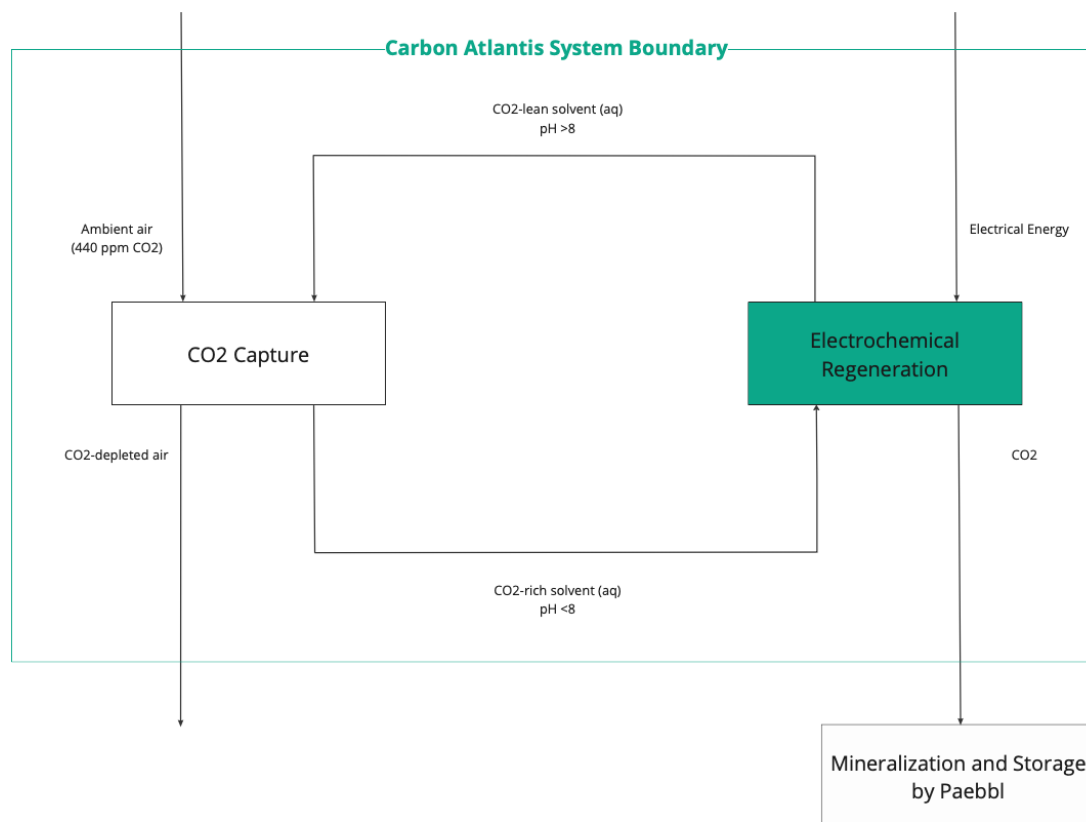 Carbon Atlantis System Boundary
CO2-lean solvent (aq)
pH >8
Ambient air
(440 ppm CO2)
Electrical Energy
CO2 Capture
Electrochemical
Regeneration
CO2-depleted air
CO2
CO2-rich solvent (aq)
pH <8
Mineralization and Storage
by Paebbl